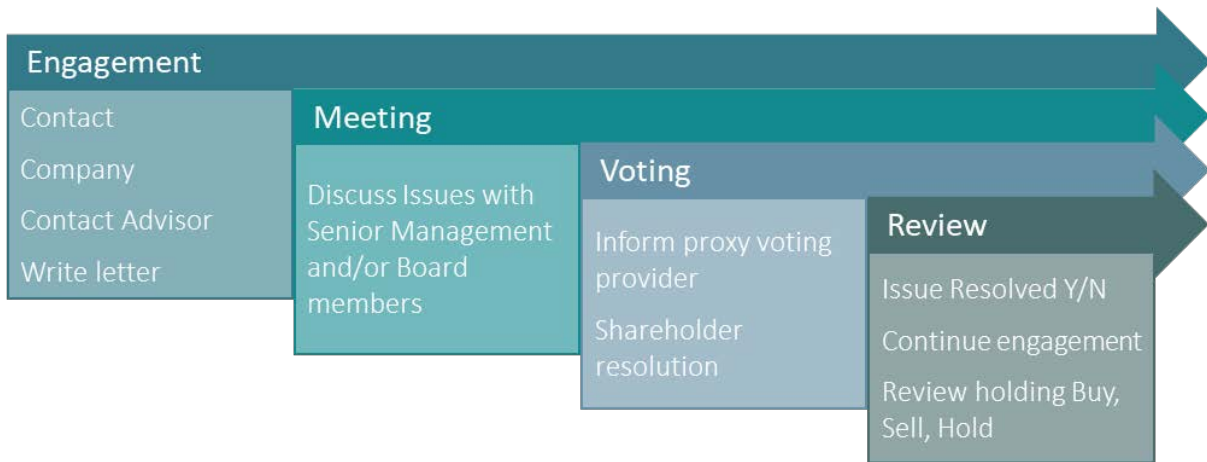 Engagement
Contact
Company
Contact Advisor
Write letter
Meeting
Discuss Issues with
Senior Management
and/or Board
members
Voting
Inform proxy voting
provider
Shareholder
resolution
Review
Issue Resolved Y/N
Continue engagement
Review holding Buy,
Sell, Hold